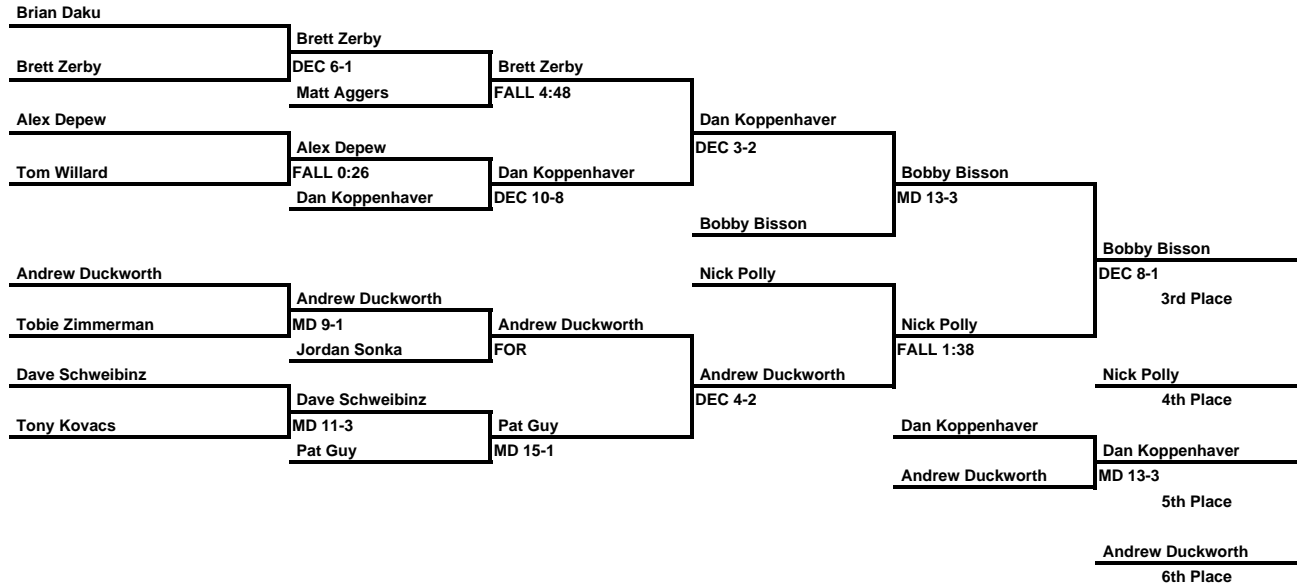 Brian Daku
Brett Zerby
Brett Zerby
DEC 6-1
Brett Zerby
Matt Aggers
FALL 4:48
Alex Depew
Dan Koppenhaver
DEC 3-2
Alex Depew
Tom Willard
FALL 0:26
Dan Koppenhaver
Bobby Bisson
Dan Koppenhaver
DEC 10-8
MD 13-3
Bobby Bisson
Bobby Bisson
Andrew Duckworth
Nick Polly
DEC 8-1
3rd Place
Andrew Duckworth
Tobie Zimmerman
MD 9-1
Andrew Duckworth
Nick Polly
Jordan Sonka
FOR
FALL 1:38
Dave Schweibinz
Andrew Duckworth
Nick Polly
DEC 4-2
4th Place
Dave Schweibinz
Tony Kovacs
MD 11-3
Pat Guy
Dan Koppenhaver
Pat Guy
MD 15-1
Dan Koppenhaver
Andrew Duckworth
MD 13-3
5th Place
Andrew Duckworth
6th Place